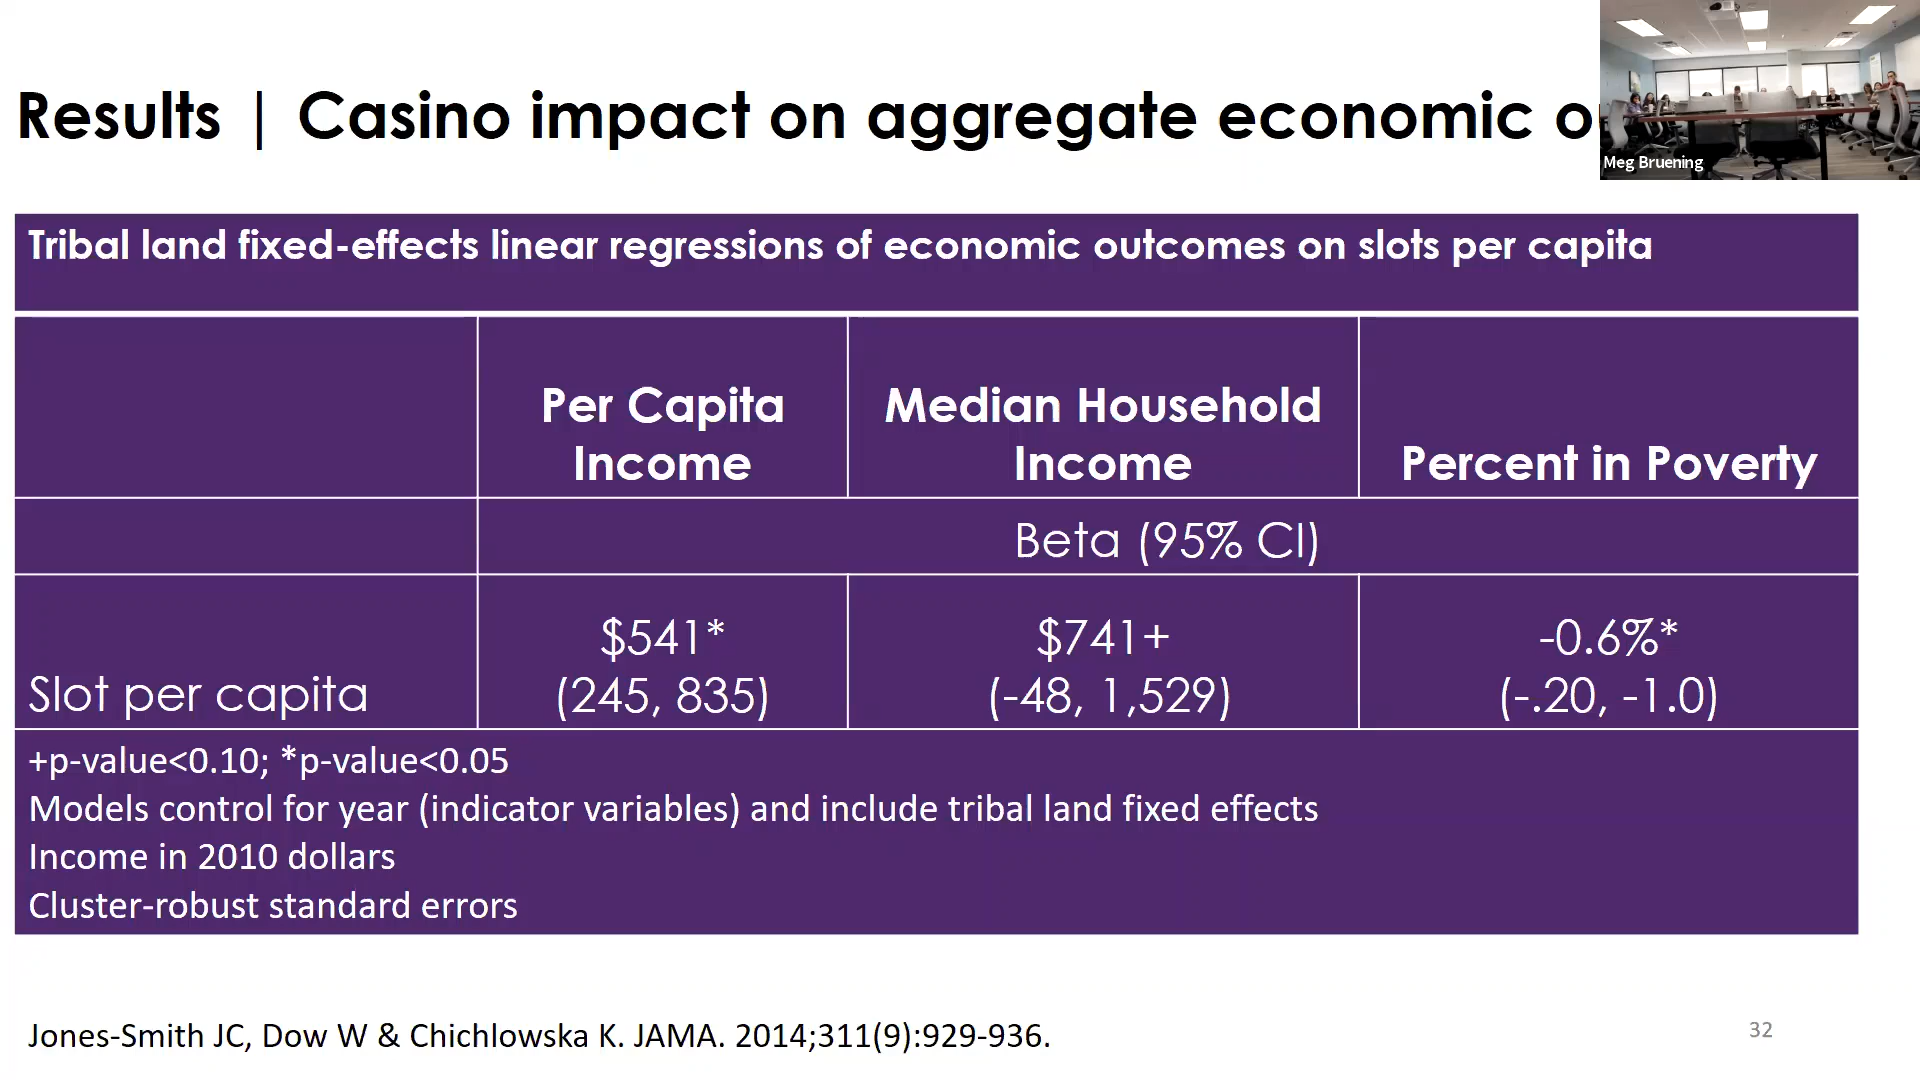 Results | Casino impact on aggregate economic
Meg Bruening
Tribal land fixed-effects linear regressions of economic outcomes on slots per capita
Per Capita
Income
Median Household
Income
Percent in Poverty
Beta (95% CI)
Slot per capita
$541*
(245, 835)
$741+
(-48, 1,529)
-0.6%*
(-.20, -1.0)
+p-value<0.10; *p-value<0.05
Models control for year (indicator variables) and include tribal land fixed effects
Income in 2010 dollars
Cluster-robust standard errors
Jones-Smith JC, Dow W & Chichlowska K. JAMA. 2014;311(9):929-936.
32